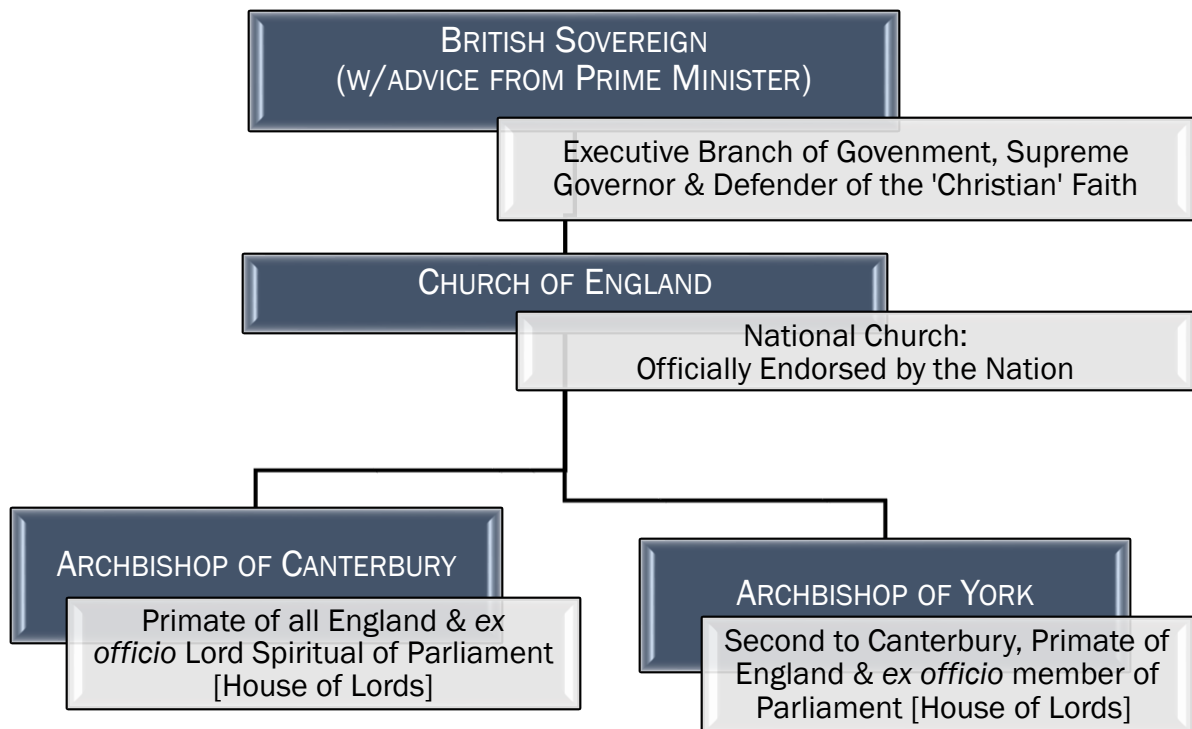 BRITISH SOVEREIGN
(W/ADVICE FROM PRIME MINISTER)
Executive Branch of Govenment, Supreme
Governor & Defender of the 'Christian' Faith
CHURCH OF ENGLAND
National Church:
Officially Endorsed by the Nation
ARCHBISHOP OF CANTERBURY
Primate of all England & ex
officio Lord Spiritual of Parliament
[House of Lords]
ARCHBISHOP OF YORK
Second to Canterbury, Primate of
England & ex officio member of
Parliament [House of Lords]